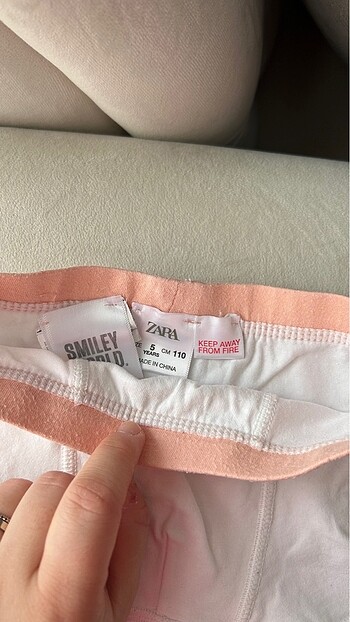 SMILEY
ZARA
5
YEARS
CM 110
MADE IN CHINA
KEEP AWAY
FROM FIRE